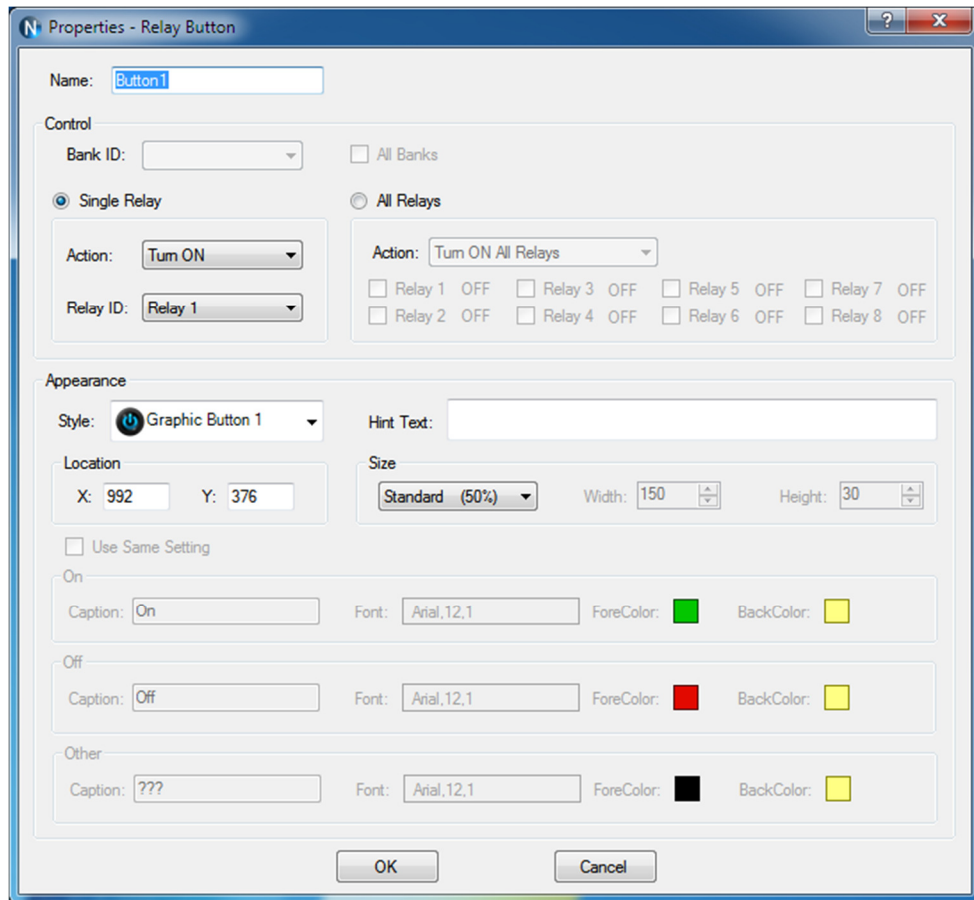 N Properties - Relay Button ? X
Name: Button1
Control
Bank ID: All Banks
Single Relay All Relays
Action: Turn ON Action: Turn ON All Relays
Relay 1 OFF Relay 3 OFF Relay 5 OFF Relay 7 OFF
Relay ID: Relay 1 Relay 2 OFF Relay 4 OFF Relay 6 OFF Relay 8 OFF
Appearance
Style: Graphic Button 1 Hint Text:
Location Size
X: 992 Y: 376 Standard (50%) Width: 150 Height: 30
Use Same Setting
On
Caption: On Font: Arial,12,1 ForeColor: BackColor:
Off
Caption: Off Font: Arial,12,1 ForeColor: BackColor:
Other
Caption: ??? Font: Arial,12,1 ForeColor: BackColor:
OK Cancel